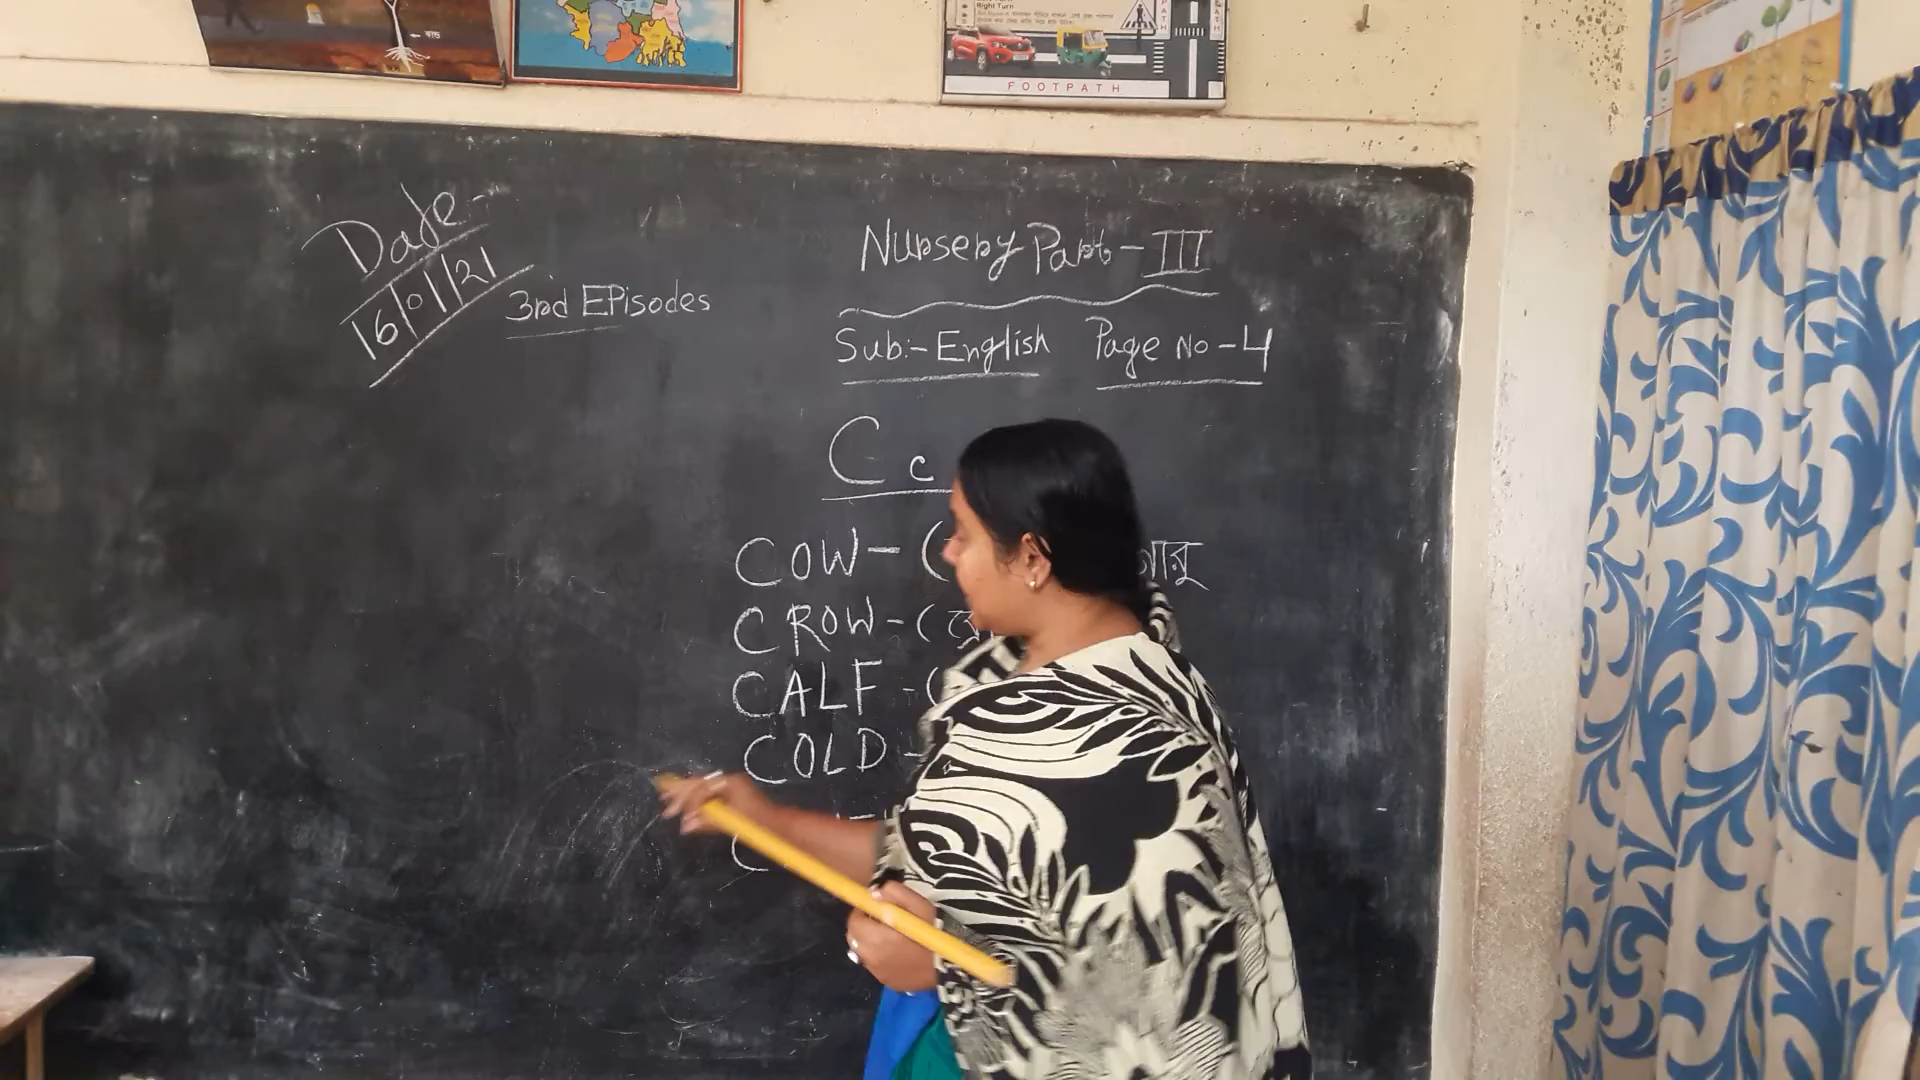 Right Turn
FOOTPATH
PATH
Date-
16/01/21
3rd EPisodes
Nursery Part-III
Sub:- English Page No-4
C c
COW - (
CROW - (
CALF - (
COLD -
C